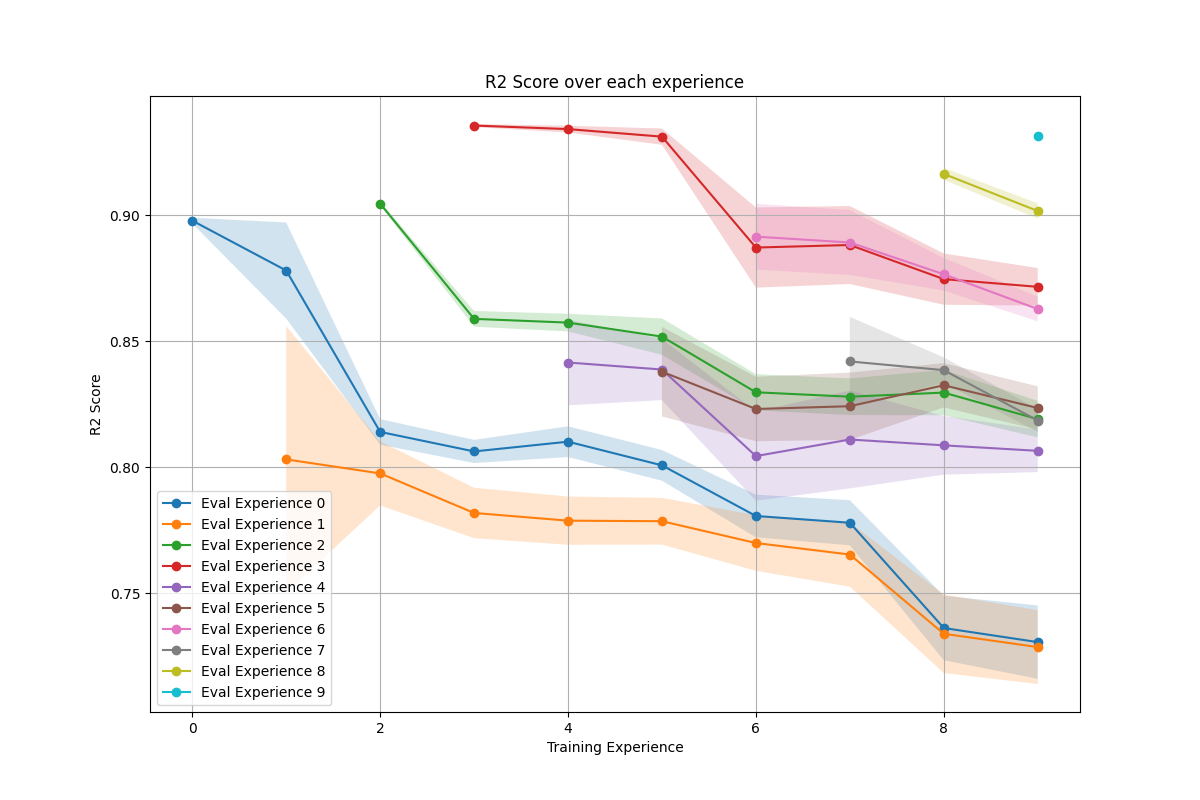 R2 Score over each experience
R2 Score
0.90
0.85
0.80
0.75
Eval Experience 0
Eval Experience 1
Eval Experience 2
Eval Experience 3
Eval Experience 4
Eval Experience 5
Eval Experience 6
Eval Experience 7
Eval Experience 8
Eval Experience 9
0 2 4 6 8
Training Experience